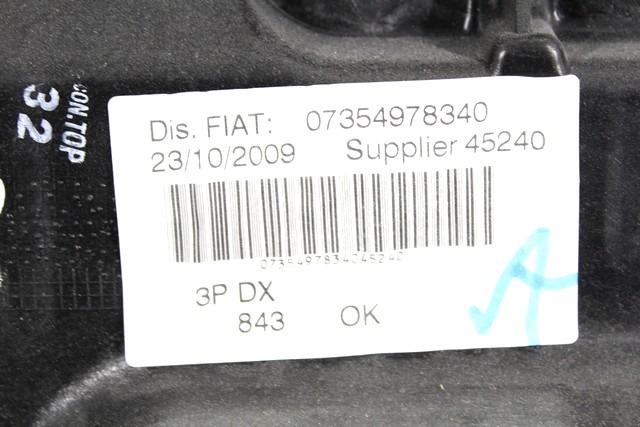 CON.TOP
32
Dis. FIAT: 07354978340
23/10/2009 Supplier 45240
0735497834045240
3P DX
843 OK
A